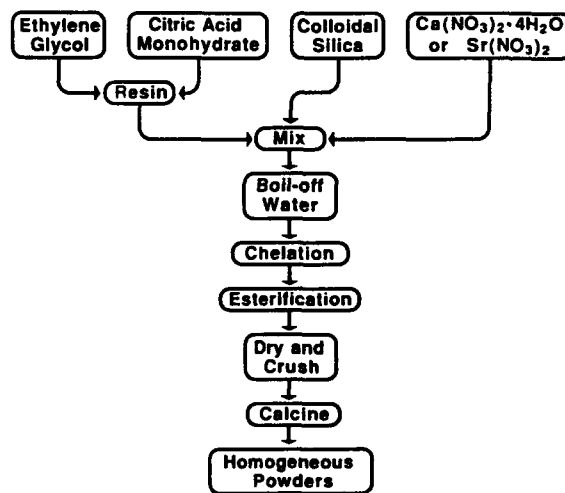 Ethylene
Glycol
Citric Acid
Monohydrate
Colloidal
Silica
Ca(NO₃)₂·4H₂O
or Sr(NO₃)₂
Resin
Mix
Boil-off
Water
Chelation
Esterification
Dry and
Crush
Calcine
Homogeneous
Powders